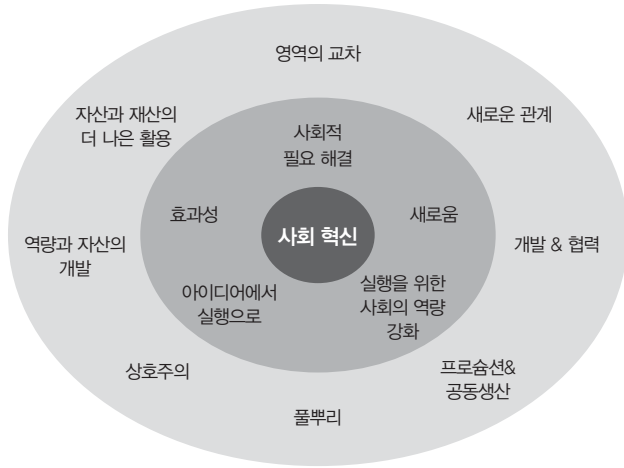 영역의 교차
자산과 재산의
더 나은 활용
새로운 관계
사회적
필요 해결
효과성
새로움
사회 혁신
역량과 자산의
개발
개발 & 협력
아이디어에서
실행으로
실행을 위한
사회의 역량
강화
상호주의
프로슘션&
공동생산
풀뿌리